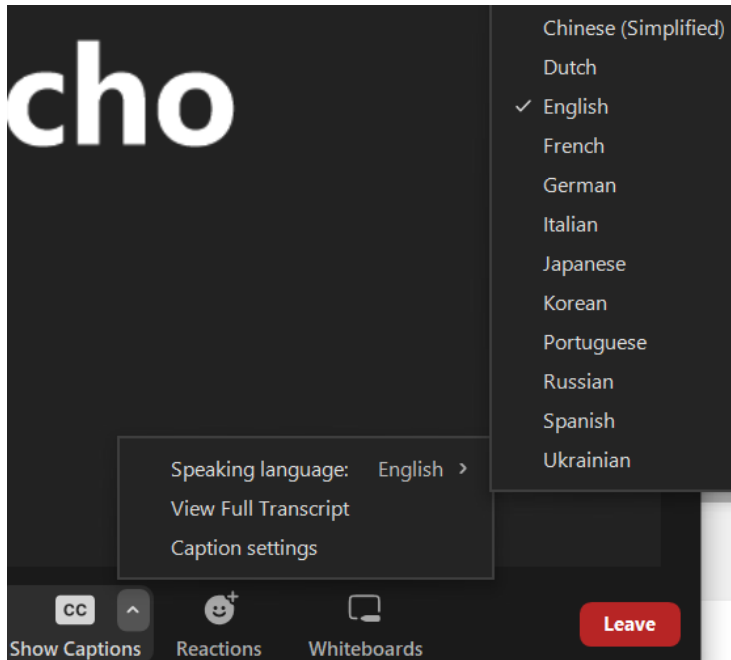 cho
Chinese (Simplified)
Dutch
English
French
German
Italian
Japanese
Korean
Portuguese
Russian
Spanish
Ukrainian
Speaking language: English
View Full Transcript
Caption settings
CC
Show Captions
Reactions
Whiteboards
Leave